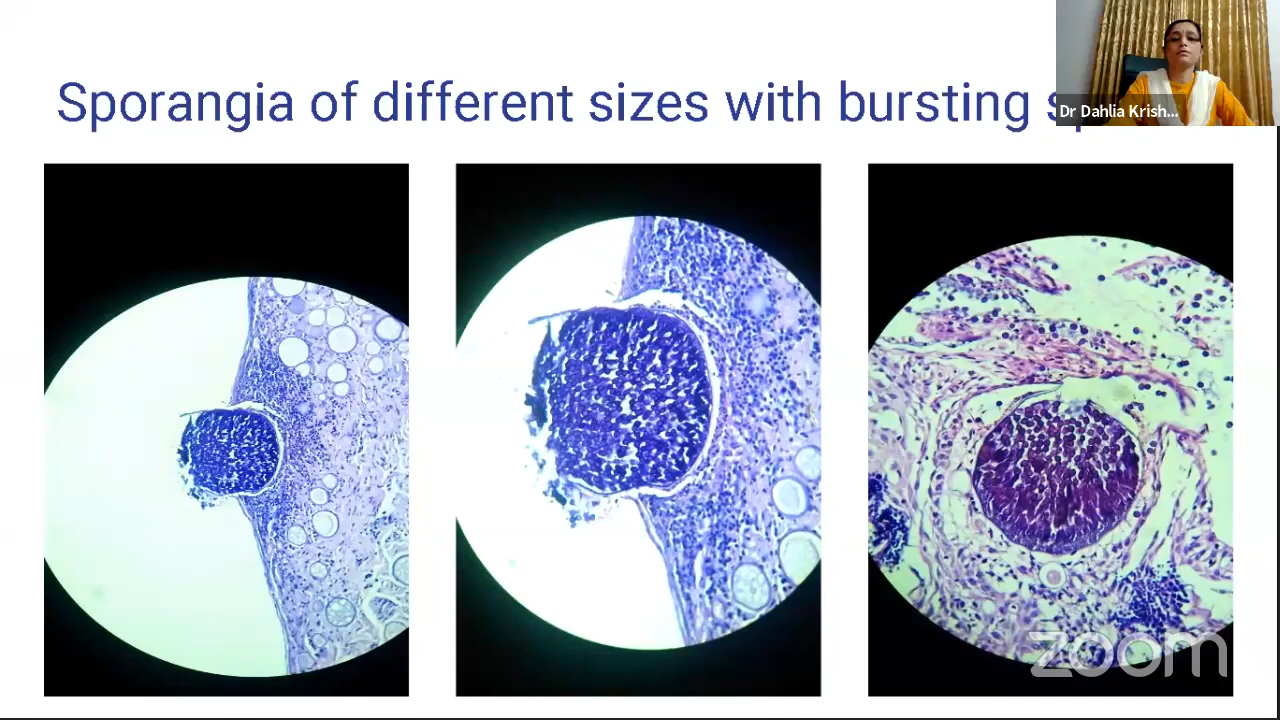 Sporangia of different sizes with bursting
Dr Dahlia Krish...
zoom